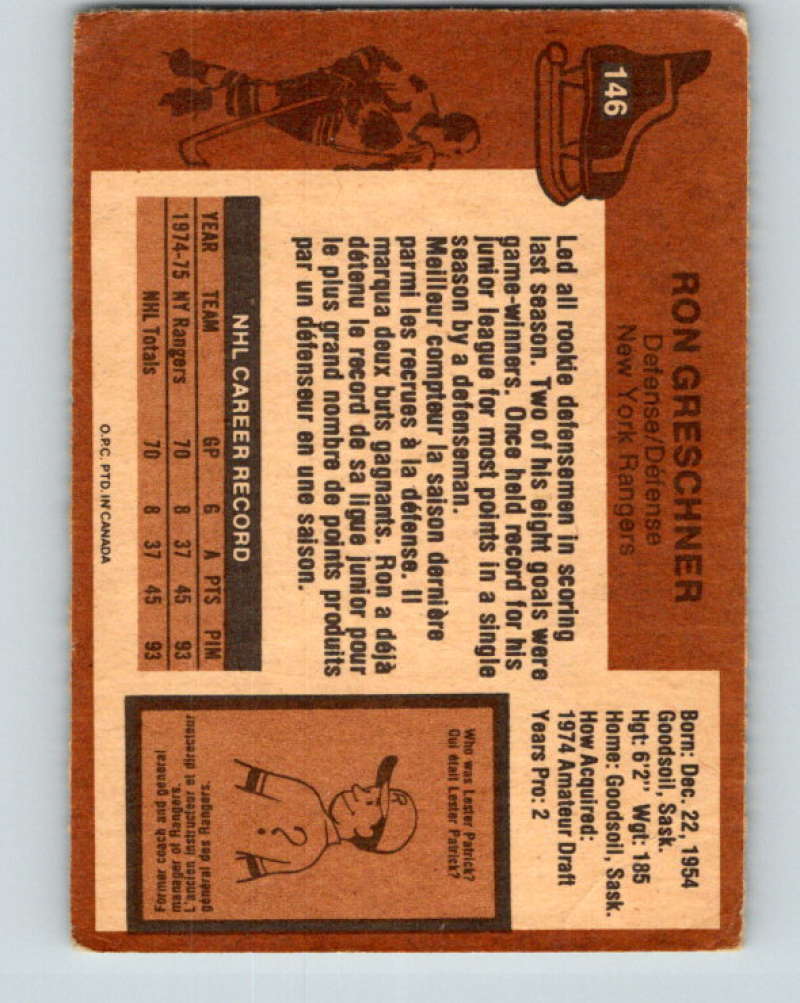 146
RON GRESCHNER
Defense/Défense
New York Rangers
Born: Dec. 22, 1954
Goodsoil, Sask.
Hgt: 6'2" Wgt: 185
Home: Goodsoil, Sask.
How Acquired:
1974 Amateur Draft
Years Pro: 2
Led all rookie defensemen in scoring
last season. Two of his eight goals were
game-winners. Once held record for his
junior league for most points in a single
season by a defenseman.
Meilleur compteur la saison dernière
parmi les recrues à la défense. Il
marqua deux buts gagnants. Ron a déjà
détenu le record de sa ligue junior pour
le plus grand nombre de points produits
par un défenseur en une saison.
NHL CAREER RECORD
YEAR TEAM GP G A PTS PIM
1974-75 NY Rangers 70 8 37 45 93
NHL Totals 70 8 37 45 93
Who was Lester Patrick?
Qui était Lester Patrick?
R
?
Former coach and general
manager of Rangers.
L'ancien instructeur et directeur
général des Rangers.
O.P.C. PTD. IN CANADA